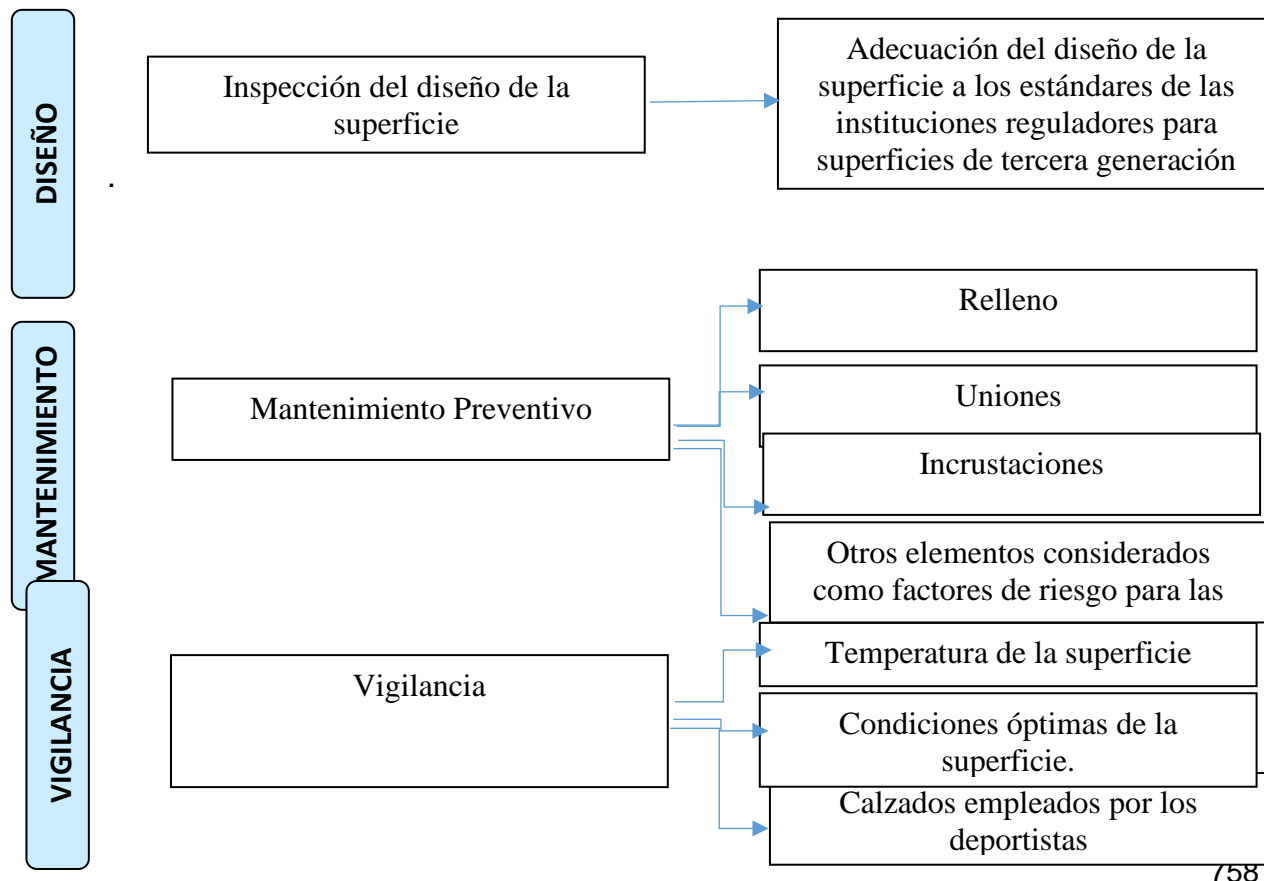 DISEÑO
Inspección del diseño de la
superficie
Adecuación del diseño de la
superficie a los estándares de las
instituciones reguladores para
superficies de tercera generación
.
MANTENIMIENTO
Mantenimiento Preventivo
Relleno
Uniones
Incrustaciones
Otros elementos considerados
como factores de riesgo para las
VIGILANCIA
Vigilancia
Temperatura de la superficie
Condiciones óptimas de la
superficie.
Calzados empleados por los
deportistas
758